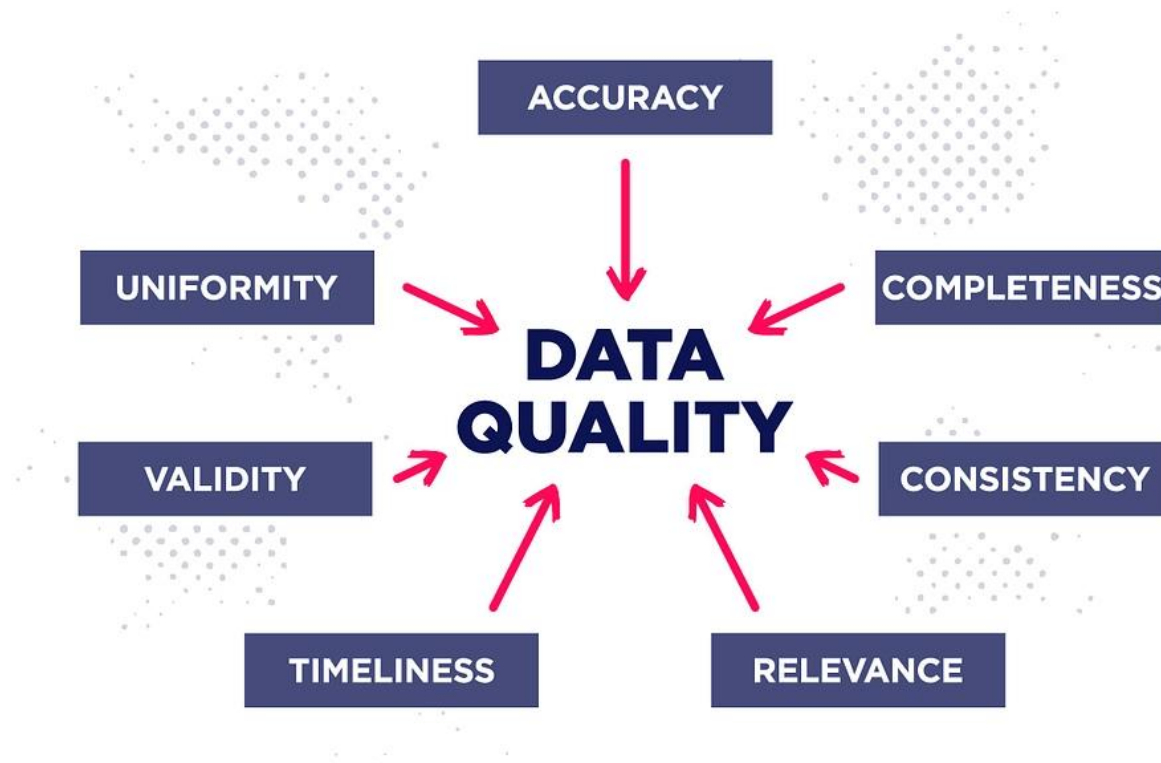 ACCURACY
UNIFORMITY
COMPLETENESS
DATA
QUALITY
VALIDITY
CONSISTENCY
TIMELINESS
RELEVANCE